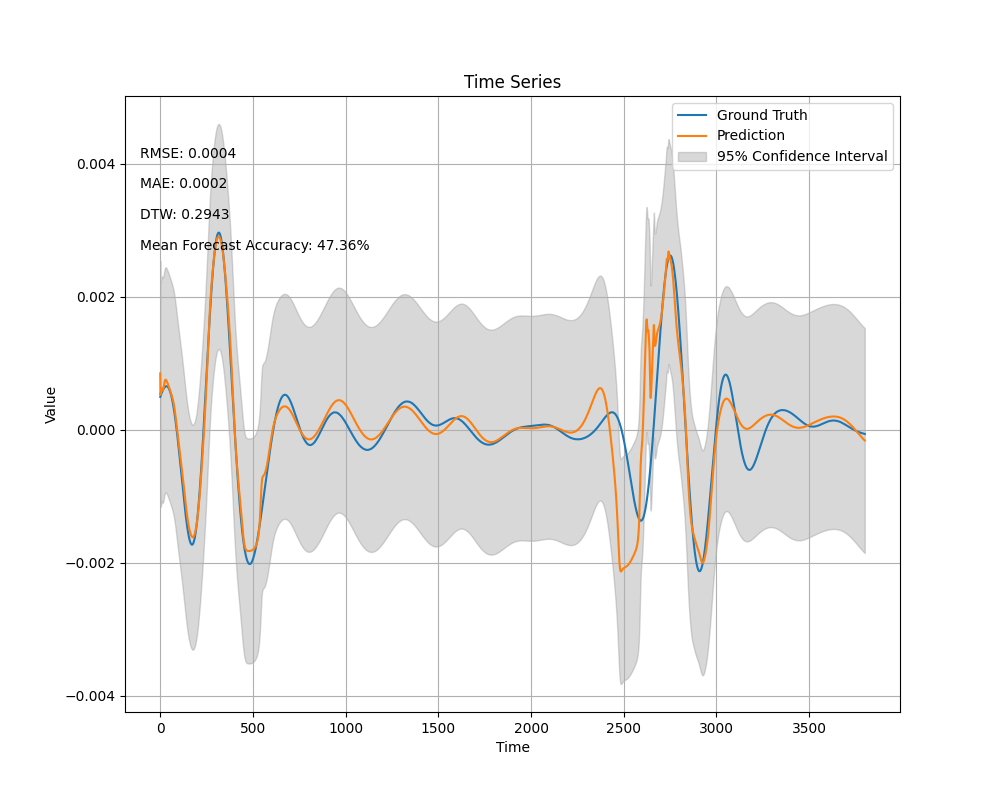 Time Series
Ground Truth
Prediction
95% Confidence Interval
RMSE: 0.0004
MAE: 0.0002
DTW: 0.2943
Mean Forecast Accuracy: 47.36%
0.004
0.002
0.000
−0.002
−0.004
Value
0 500 1000 1500 2000 2500 3000 3500
Time